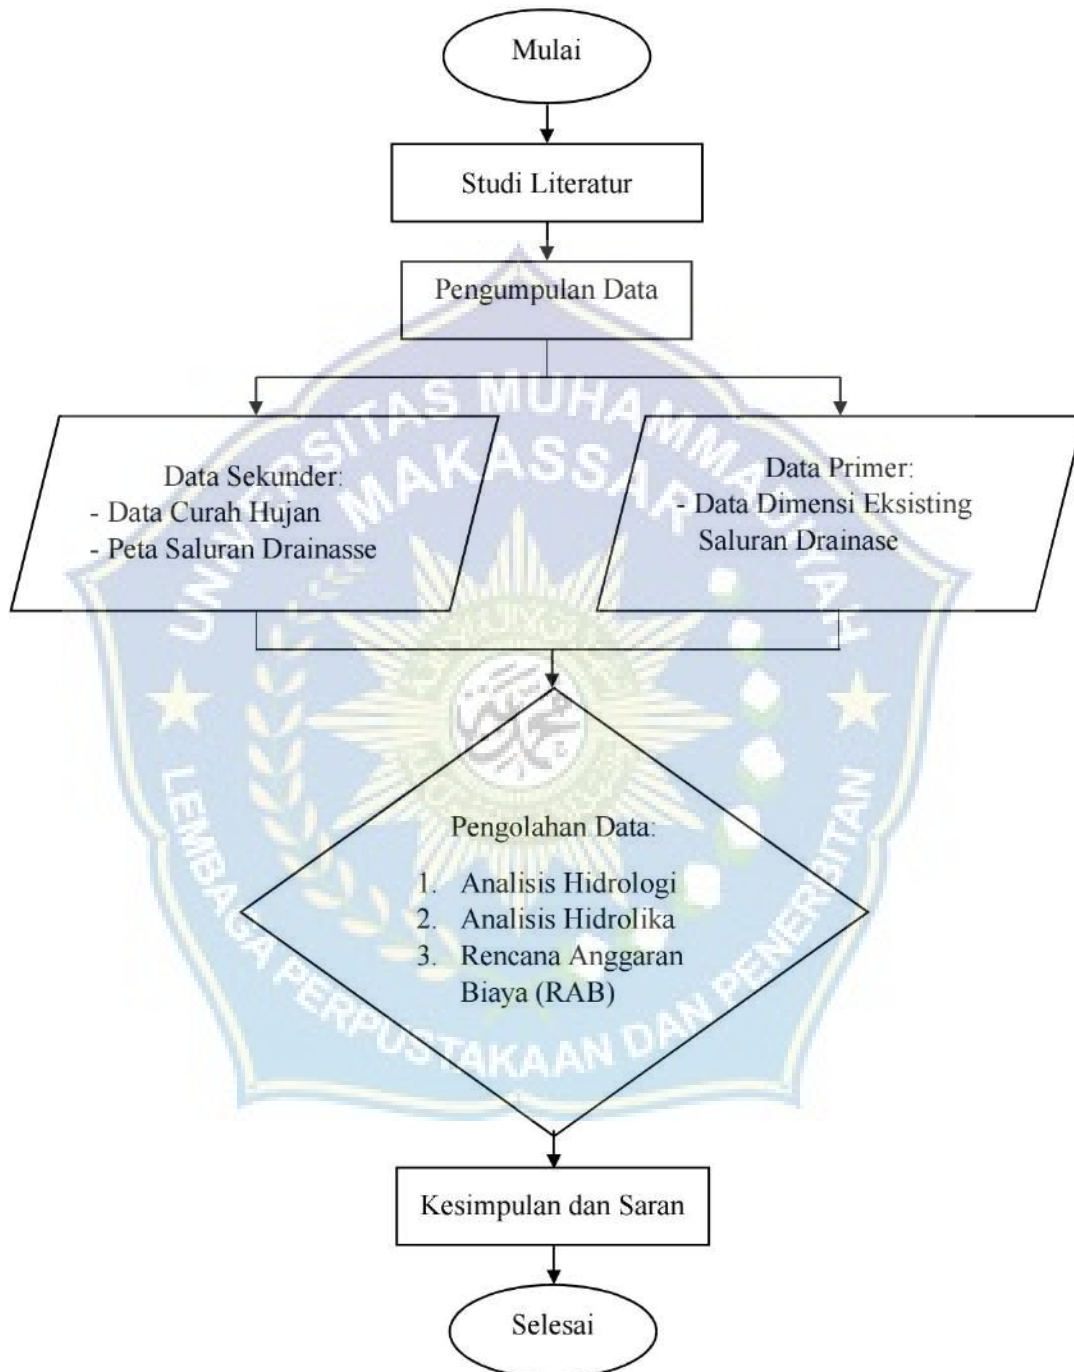 Mulai
Studi Literatur
Pengumpulan Data
Data Sekunder:
- Data Curah Hujan
- Peta Saluran Drainasse
Data Primer:
- Data Dimensi Eksisting
Saluran Drainase
Pengolahan Data:
1. Analisis Hidrologi
2. Analisis Hidrolika
3. Rencana Anggaran
Biaya (RAB)
Kesimpulan dan Saran
Selesai
UNIVERSITAS MUHAMMADIYAH
MAKASSAR
LEMBAGA PERPUSTAKAAN DAN PENERBITAN